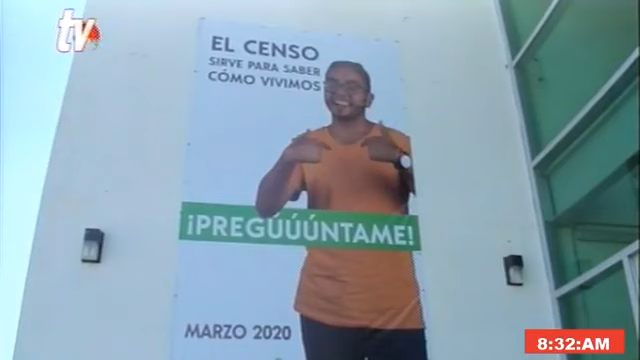 tv
EL CENSO
SIRVE PARA SABER
CÓMO VIVIMOS
¡PREGÚÚÚNTAME!
MARZO 2020
8:32:AM